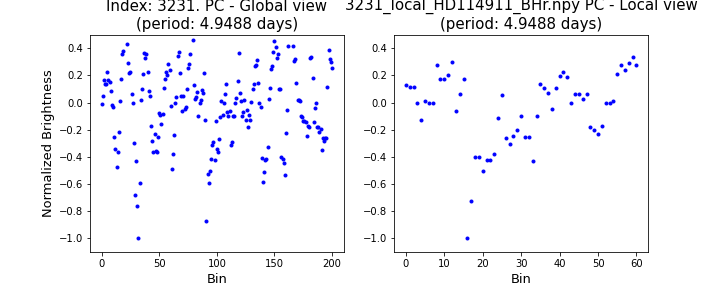 Index: 3231. PC - Global view
(period: 4.9488 days)
3231_local_HD114911_BHr.npy PC - Local view
(period: 4.9488 days)
Normalized Brightness
0.4
0.2
0.0
−0.2
−0.4
−0.6
−0.8
−1.0
0 50 100 150 200
Bin
0.4
0.2
0.0
−0.2
−0.4
−0.6
−0.8
−1.0
0 10 20 30 40 50 60
Bin